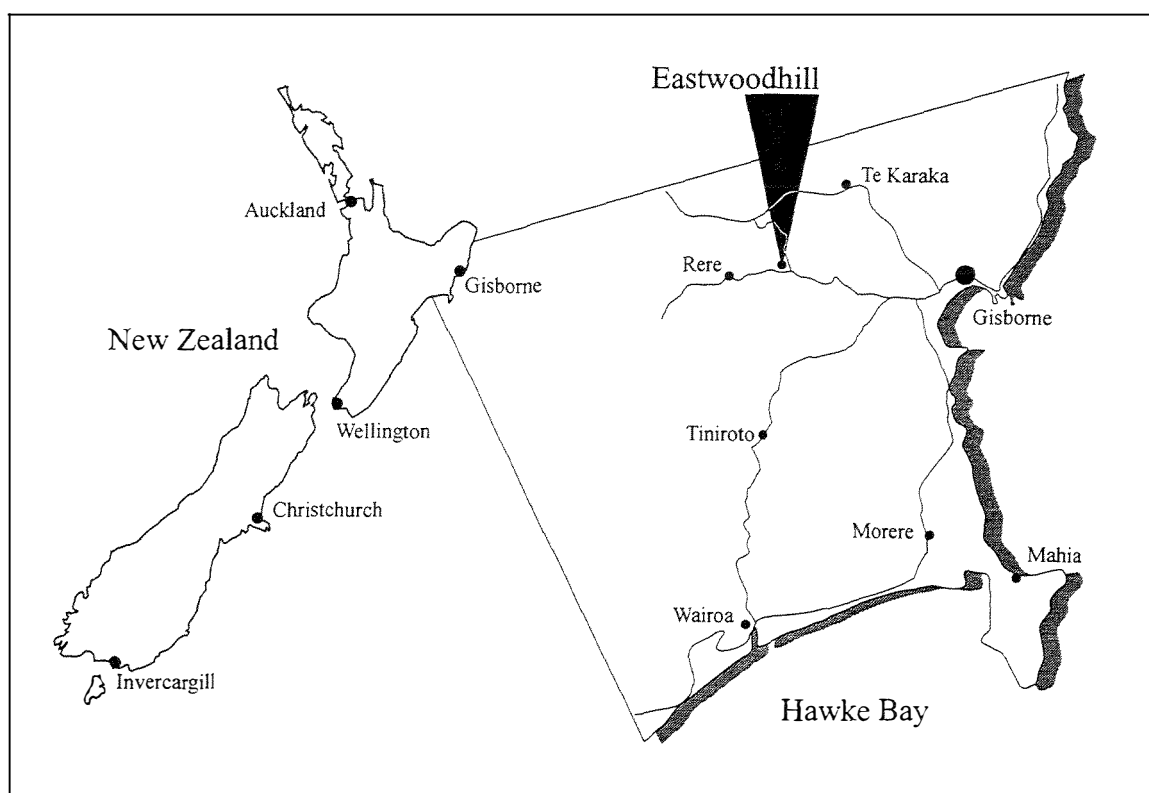 Eastwoodhill
Te Karaka
Auckland
Rere
Gisborne
Gisborne
New Zealand
Wellington
Tiniroto
Christchurch
Morere
Mahia
Wairoa
Invercargill
Hawke Bay